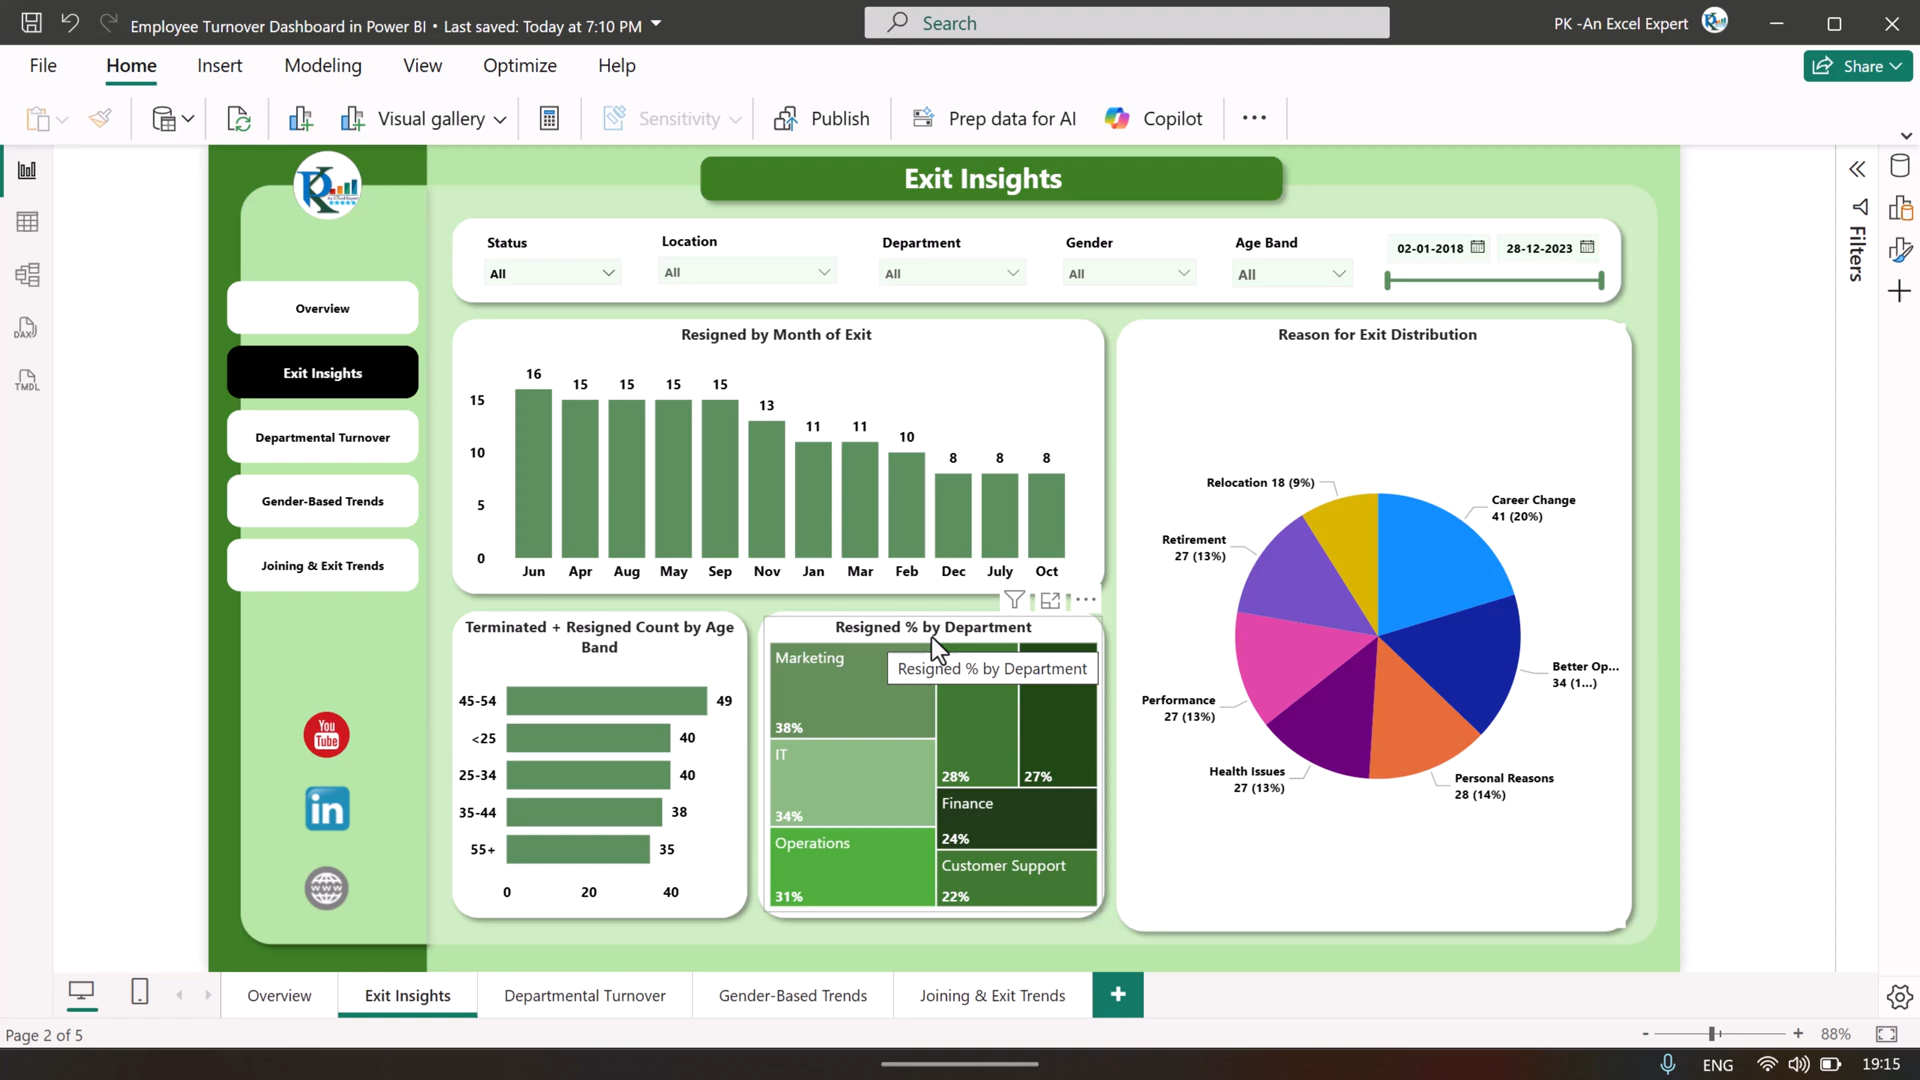 Employee Turnover Dashboard in Power BI • Last saved: Today at 7:10 PM
Search
PK -An Excel Expert
File
Home
Insert
Modeling
View
Optimize
Help
Share
Visual gallery
Sensitivity
Publish
Prep data for AI
Copilot
DAX
TMDL
Filters
Exit Insights
Status
All
Location
All
Department
All
Gender
All
Age Band
All
02-01-2018
28-12-2023
Overview
Exit Insights
Departmental Turnover
Gender-Based Trends
Joining & Exit Trends
You
Tube
in
www
Resigned by Month of Exit
15
10
5
0
16
15
15
15
15
13
11
11
10
8
8
8
Jun
Apr
Aug
May
Sep
Nov
Jan
Mar
Feb
Dec
July
Oct
Terminated + Resigned Count by Age
Band
45-54
49
<25
40
25-34
40
35-44
38
55+
35
0
20
40
Resigned % by Department
Resigned % by Department
Marketing
38%
IT
34%
Operations
31%
28%
27%
Finance
24%
Customer Support
22%
Reason for Exit Distribution
Relocation 18 (9%)
Career Change
41 (20%)
Retirement
27 (13%)
Better Op...
34 (1...)
Performance
27 (13%)
Health Issues
27 (13%)
Personal Reasons
28 (14%)
Overview
Exit Insights
Departmental Turnover
Gender-Based Trends
Joining & Exit Trends
Page 2 of 5
88%
ENG
19:15